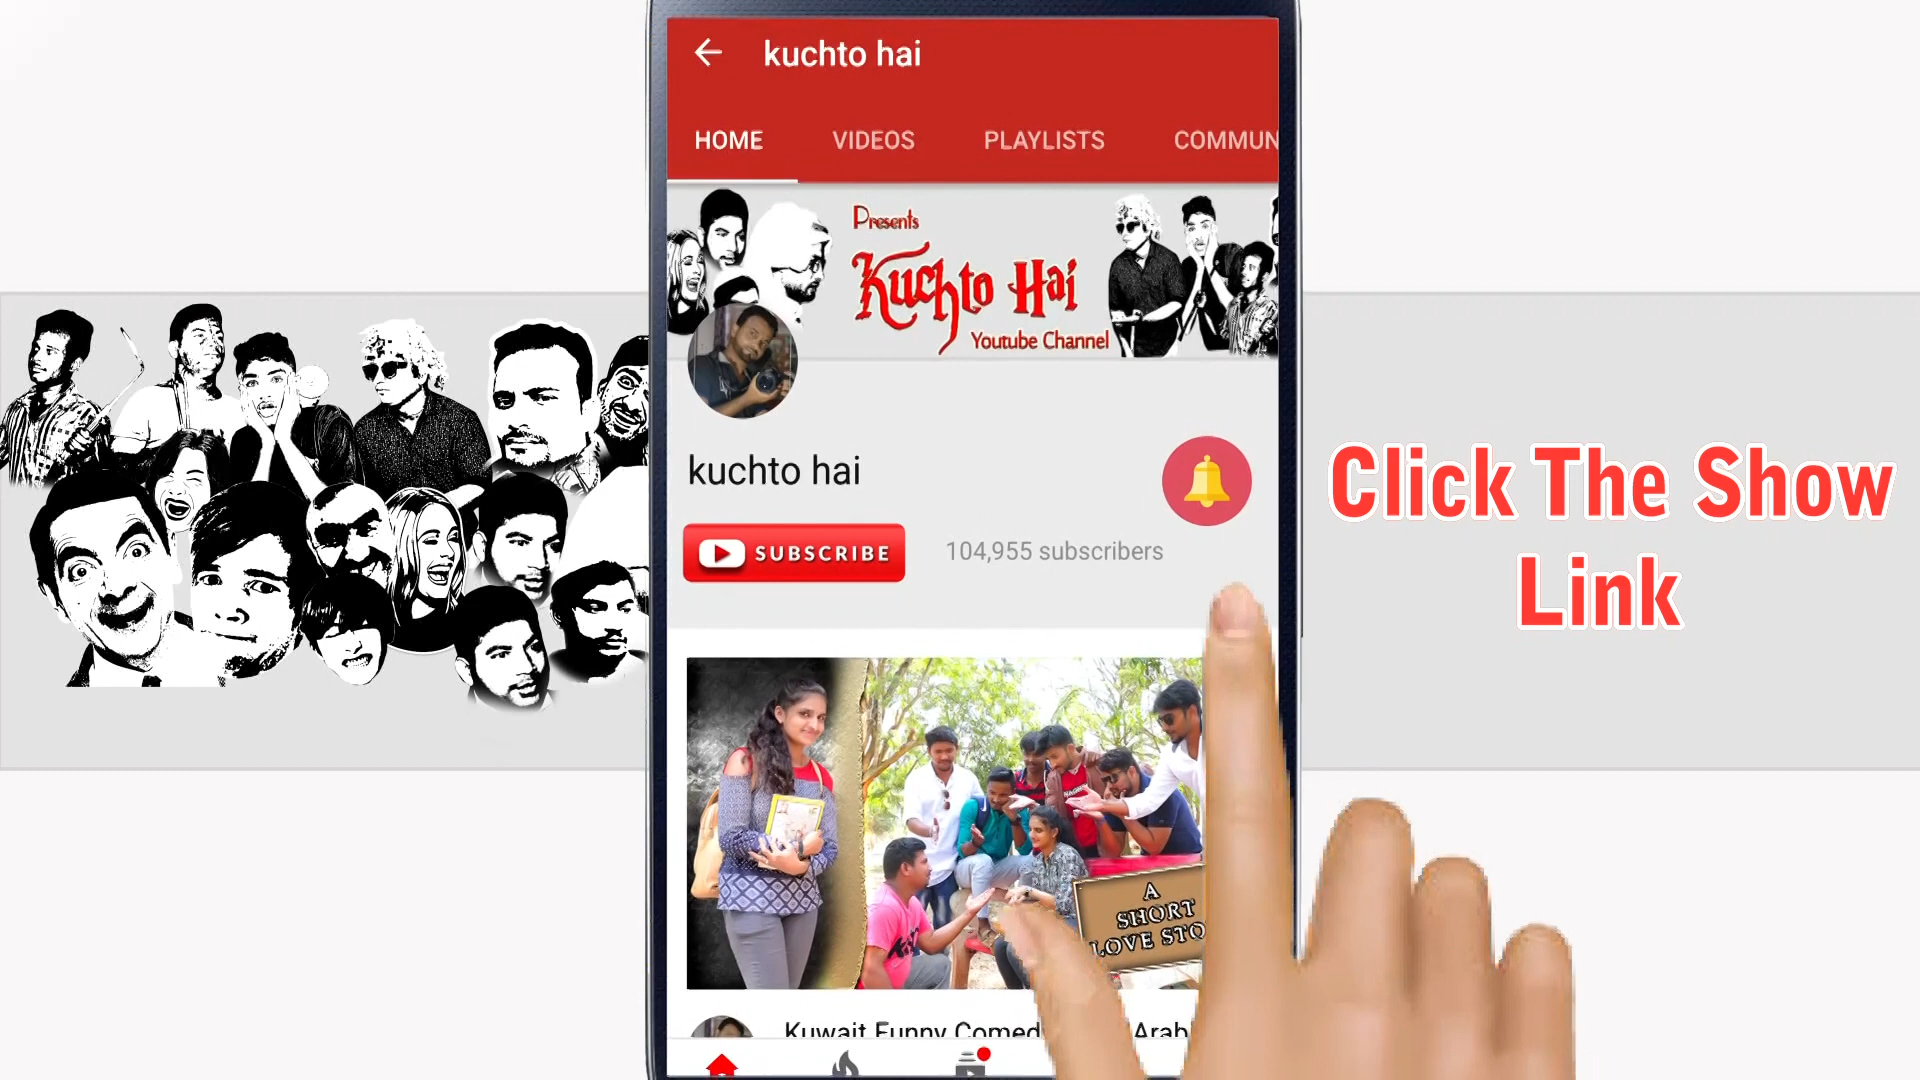 kuchto hai
HOME VIDEOS PLAYLISTS COMMUN
Presents
Kuchto Hai
Youtube Channel
kuchto hai
SUBSCRIBE
104,955 subscribers
Click The Show
Link
A
SHORT
LOVE STO
Kuwait Funny Comed Arab